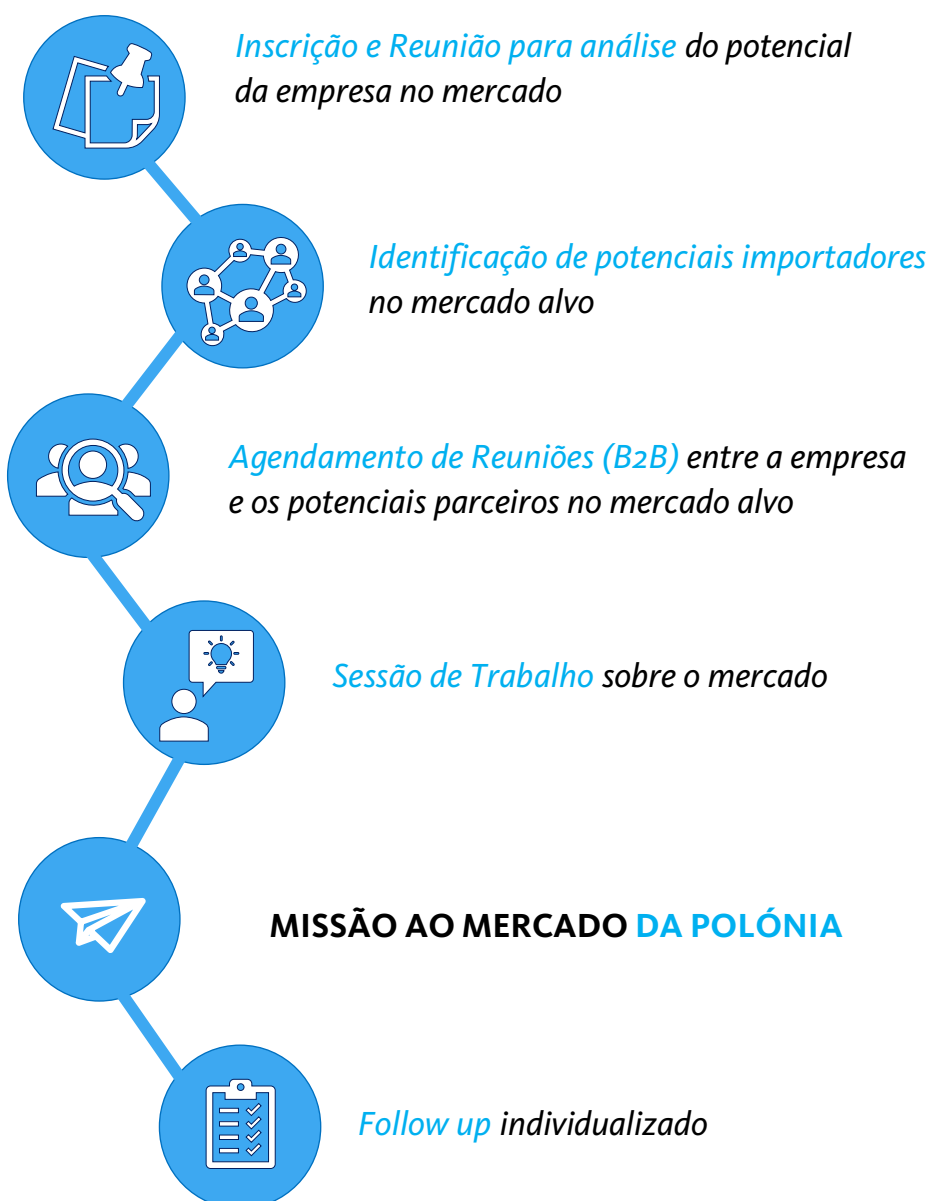 Inscrição e Reunião para análise do potencial
da empresa no mercado
Identificação de potenciais importadores
no mercado alvo
Agendamento de Reuniões (B2B) entre a empresa
e os potenciais parceiros no mercado alvo
Sessão de Trabalho sobre o mercado
MISSÃO AO MERCADO DA POLÓNIA
Follow up individualizado